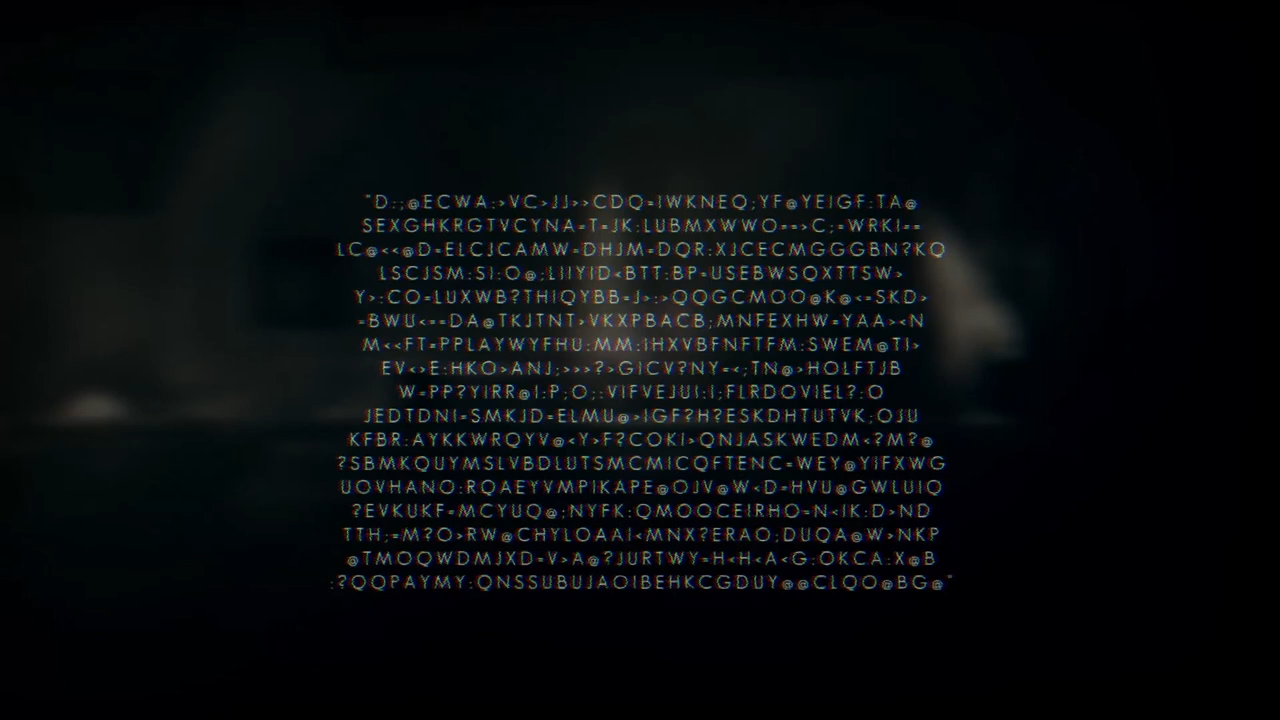 "D:;@ECWA:>VC>JJ>>CDQ=IWKNEQ;YF@YEIGF:TA@
SEXGHKRGTVCYNA=T=JK:LUBMXWWO==>C;=WRKI==
LC@<<@D=ELCJCAMW=DHJM=DQR:XJCECMGGGBN?KQ
LSCJSM:SI:O@;LIIYID<BTT:BP=USEBWSQXTTSW>
Y>:CO=LUXWB?THIQYBB=J>:>QQGCMOO@K@<=SKD>
=BWU<==DA@TKJTNT>VKXPBACB;MNFEXHW=YAA><N
M<<FT=PPLAYWYFHU:MM:IHXVBFNFTFM:SWEM@TI>
EV<>E:HKO>ANJ;>>>?>GICV?NY=<;TN@>HOLFTJB
W=PP?YIRR@I:P;O;:VIFVEJUI:I;FLRDOVIEL?:O
JEDTDNI=SMKJD=ELMU@>IGF?H?ESKDHTUTVK;OJU
KFBR:AYKKWRQYV@<Y>F?COKI>QNJASKWEDM<?M?@
?SBMKQUYMSLVBDLUTSMCMICQFTENC=WEY@YIFXWG
UOVHANO:RQAEYVMPIKAPE@OJV@W<D=HVU@GWLUIQ
?EVKUKF=MCYUQ@;NYFK:QMOOCEIRHO=N<IK:D>ND
TTH;=M?O>RW@CHYLOAAI<MNX?ERAO;DUQA@W>NKP
@TMOQWDMJXD=V>A@?JURTWY=H<H<A<G:OKCA:X@B
:?QOPAYMY:QNSSUBUJAOIBEHKCGDUY@@CLQO@BG@"